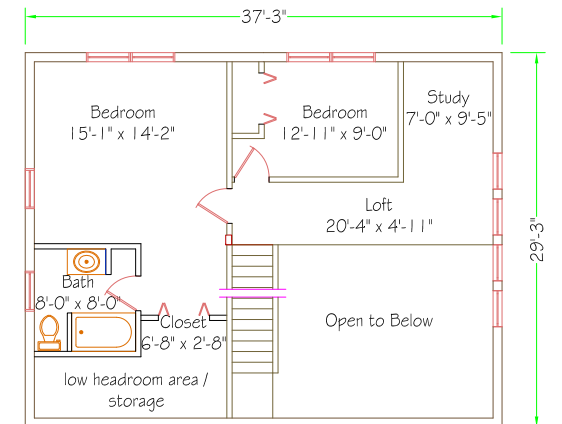 37'-3"
Bedroom
15'-1" x 14'-2"
Bedroom
12'-11" x 9'-0"
Study
7'-0" x 9'-5"
Loft
20'-4" x 4'-11"
29'-3"
Bath
8'-0" x 8'-0"
Closet
6'-8" x 2'-8"
Open to Below
low headroom area /
storage